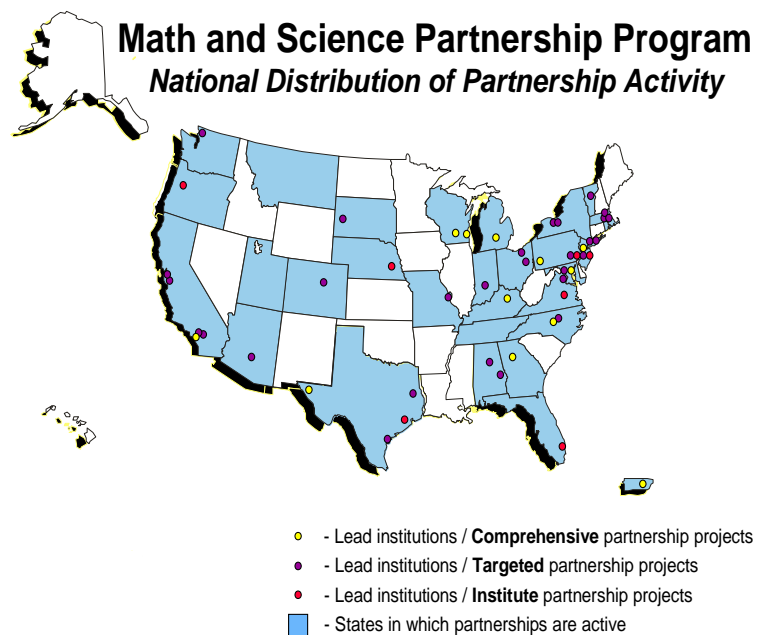 Math and Science Partnership Program
National Distribution of Partnership Activity
- Lead institutions / Comprehensive partnership projects
- Lead institutions / Targeted partnership projects
- Lead institutions / Institute partnership projects
- States in which partnerships are active